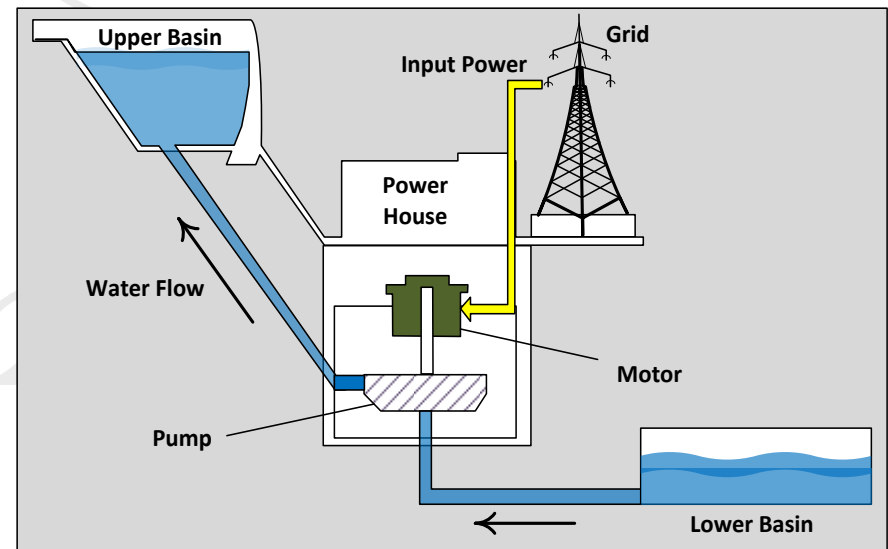 Upper Basin
Grid
Input Power
Power
House
Water Flow
Motor
Pump
Lower Basin